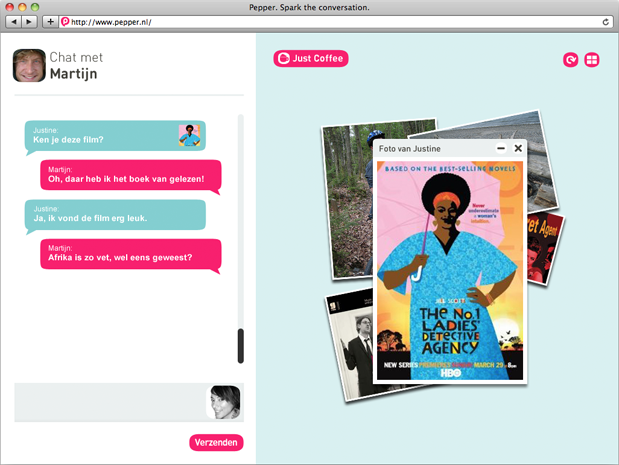 Pepper. Spark the conversation.
http://www.pepper.nl/
Chat met
Martijn
Justine:
Ken je deze film?
Martijn:
Oh, daar heb ik het boek van gelezen!
Justine:
Ja, ik vond de film erg leuk.
Martijn:
Afrika is zo vet, wel eens geweest?
Verzenden
Just Coffee
Foto van Justine
BASED ON THE BEST-SELLING NOVELS
Never
underestimate
a woman's
intuition.
JILL SCOTT
THE NO. 1
LADIES'
DETECTIVE
AGENCY
NEW SERIES PREMIERES MARCH 29 8PM
HBO
Agent